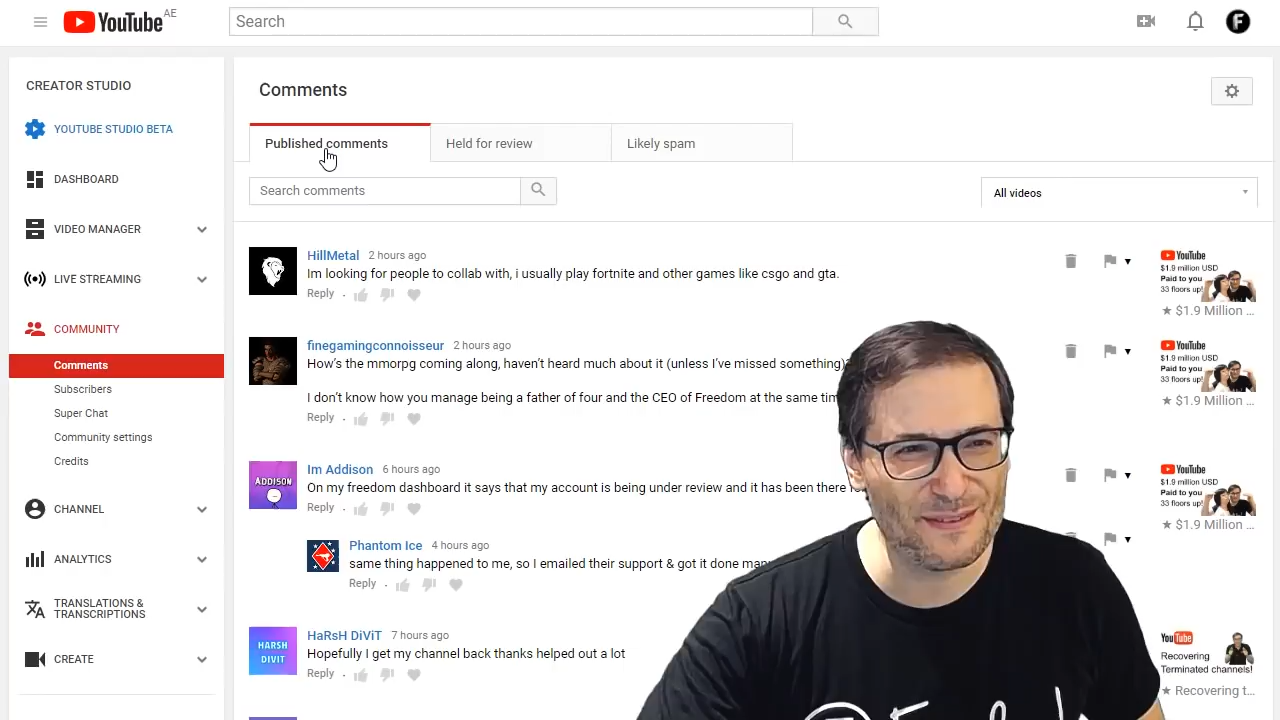 YouTube AE
Search
CREATOR STUDIO
YOUTUBE STUDIO BETA
DASHBOARD
VIDEO MANAGER
LIVE STREAMING
COMMUNITY
Comments
Subscribers
Super Chat
Community settings
Credits
CHANNEL
ANALYTICS
TRANSLATIONS &
TRANSCRIPTIONS
CREATE
Comments
Published comments
Held for review
Likely spam
Search comments
All videos
HillMetal 2 hours ago
Im looking for people to collab with, i usually play fortnite and other games like csgo and gta.
Reply
YouTube
$1.9 million USD
Paid to you
33 floors up!
★ $1.9 Million ...
finegamingconnoisseur 2 hours ago
How's the mmorpg coming along, haven't heard much about it (unless I've missed something)?
I don't know how you manage being a father of four and the CEO of Freedom at the same
Reply
YouTube
$1.9 million USD
Paid to you
33 floors up!
★ $1.9 Million ...
ADDISON
Im Addison 6 hours ago
On my freedom dashboard it says that my account is being under review and it has been there
Reply
YouTube
$1.9 million USD
Paid to you
33 floors up!
★ $1.9 Million ...
Phantom Ice 4 hours ago
same thing happened to me, so I emailed their support & got it done
Reply
HARSH
DIVIT
HaRsH DiViT 7 hours ago
Hopefully I get my channel back thanks helped out a lot
Reply
YouTube
Recovering
Terminated channels!
★ Recovering t...